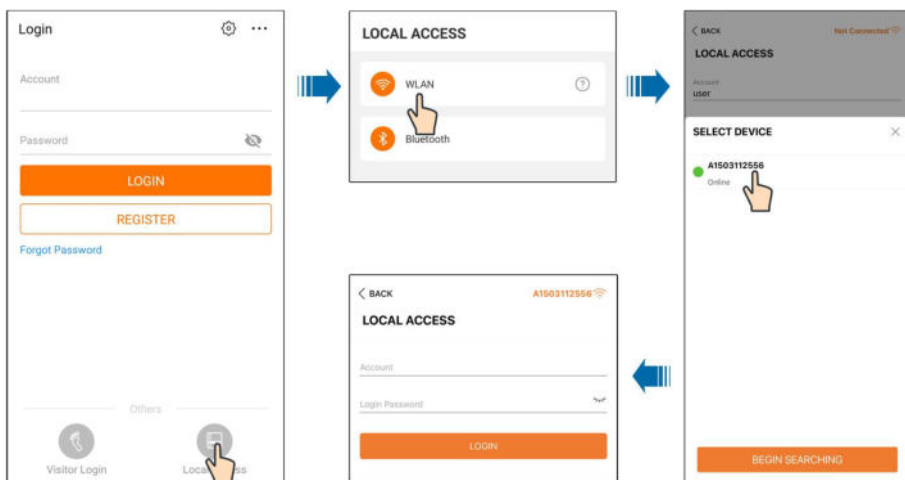 Login
Account
Password
LOGIN
REGISTER
Forgot Password
Others
Visitor Login
LOCAL ACCESS
WLAN
Bluetooth
BACK
Not Connected
LOCAL ACCESS
Account
user
SELECT DEVICE
A1503112556
Online
BEGIN SEARCHING
BACK
A1503112556
LOCAL ACCESS
Account
Login Password
LOGIN